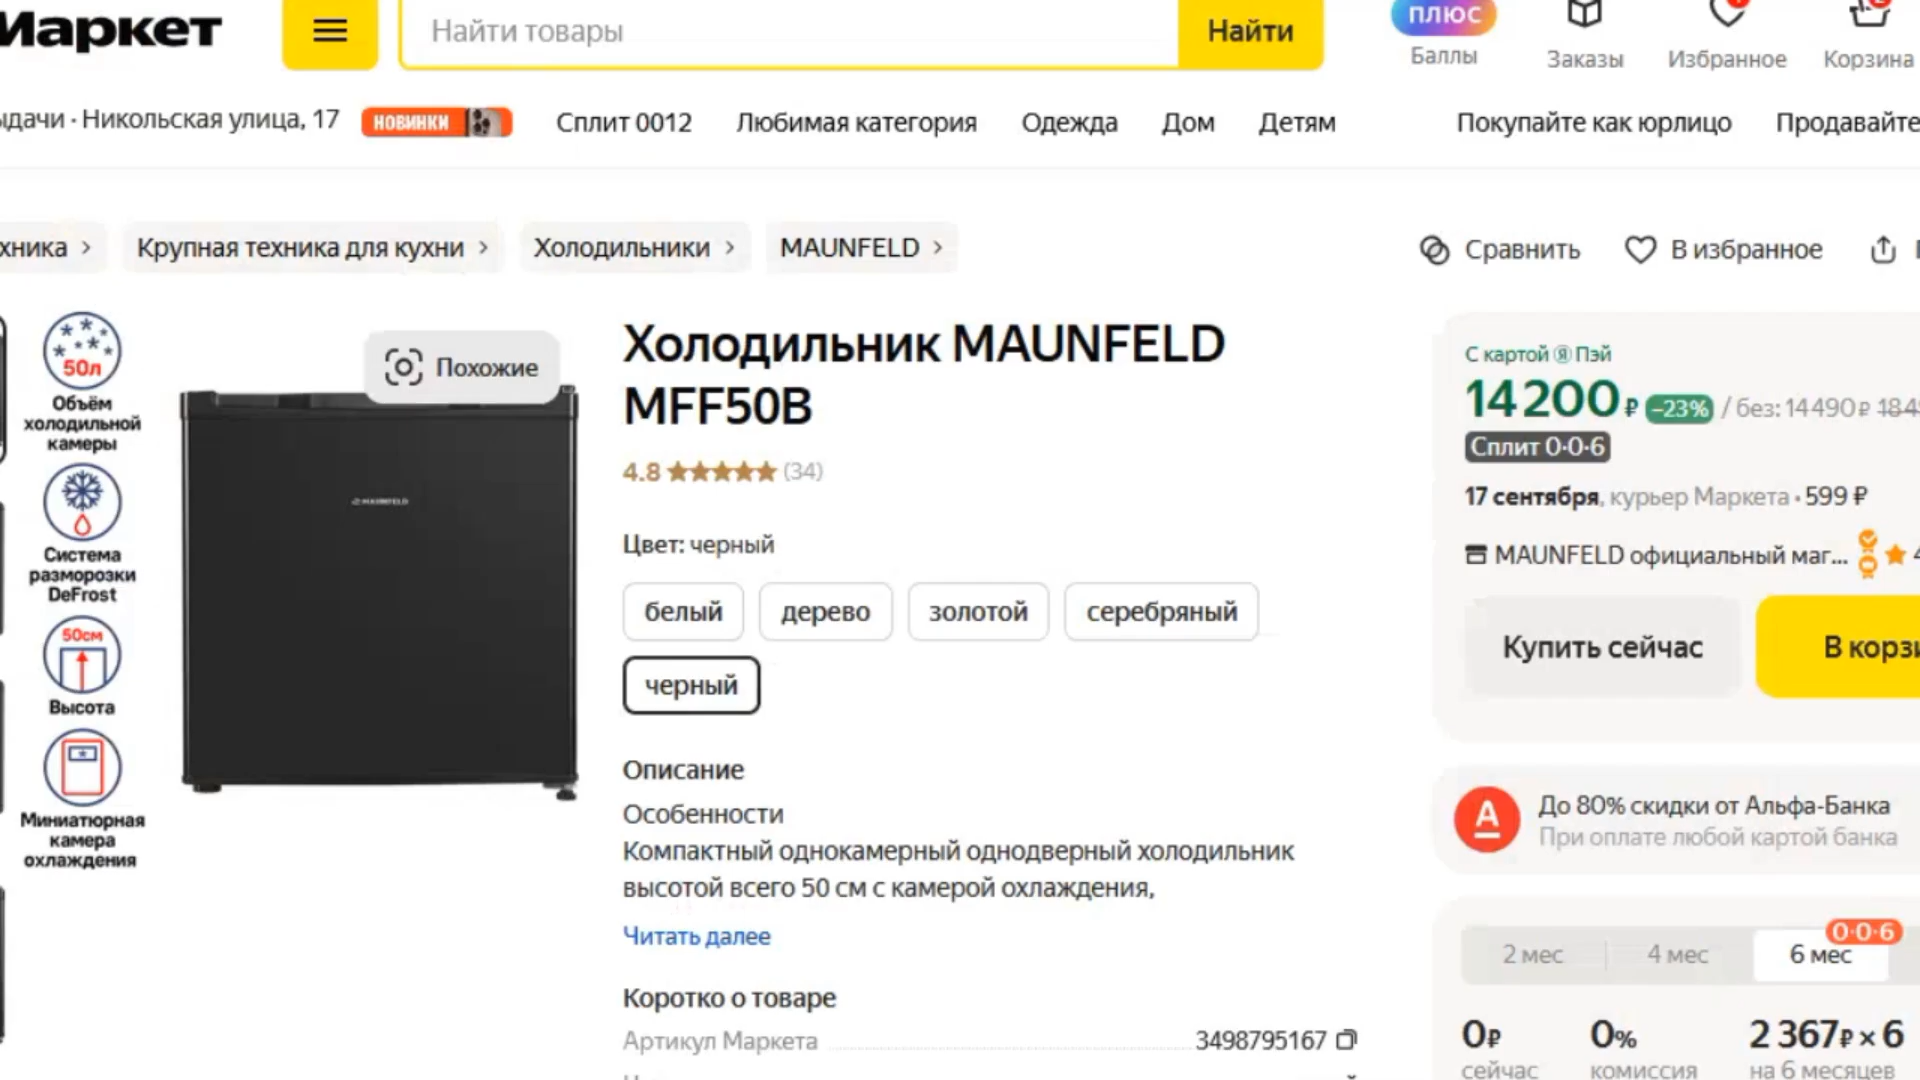 Маркет
Найти товары
Найти
плюс
Баллы
Заказы
Избранное
Корзина
Никольская улица, 17
НОВИНКИ
Сплит 0012
Любимая категория
Одежда
Дом
Детям
Покупайте как юрлицо
Продавайте
Крупная техника для кухни
Холодильники
MAUNFELD
Сравнить
В избранное
50л
Объём
холодильной
камеры
Система
разморозки
DeFrost
50см
Высота
Миниатюрная
камера
охлаждения
Похожие
MAUNFELD
Холодильник MAUNFELD
MFF50B
4.8 (34)
Цвет: черный
белый
дерево
золотой
серебряный
черный
Описание
Особенности
Компактный однокамерный однодверный холодильник
высотой всего 50 см с камерой охлаждения,
Читать далее
Коротко о товаре
Артикул Маркета 3498795167
С картой Я Пэй
14 200 ₽ –23% / без: 14 490 ₽
Сплит 0·0·6
17 сентября, курьер Маркета · 599 ₽
MAUNFELD официальный маг...
Купить сейчас
В корзи
До 80% скидки от Альфа-Банка
При оплате любой картой банка
0·0·6
2 мес
4 мес
6 мес
0 ₽
сейчас
0%
комиссия
2 367 ₽ × 6
на 6 месяцев